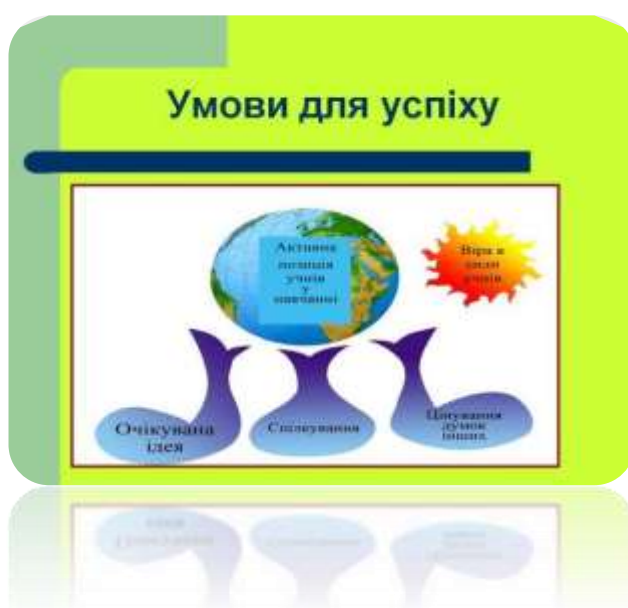 Умови для успіху
Активна
позиція
учнів
у
навчанні
Віра в
сили
учнів
Очікувана
ідея
Спілкування
Цінування
думок
інших